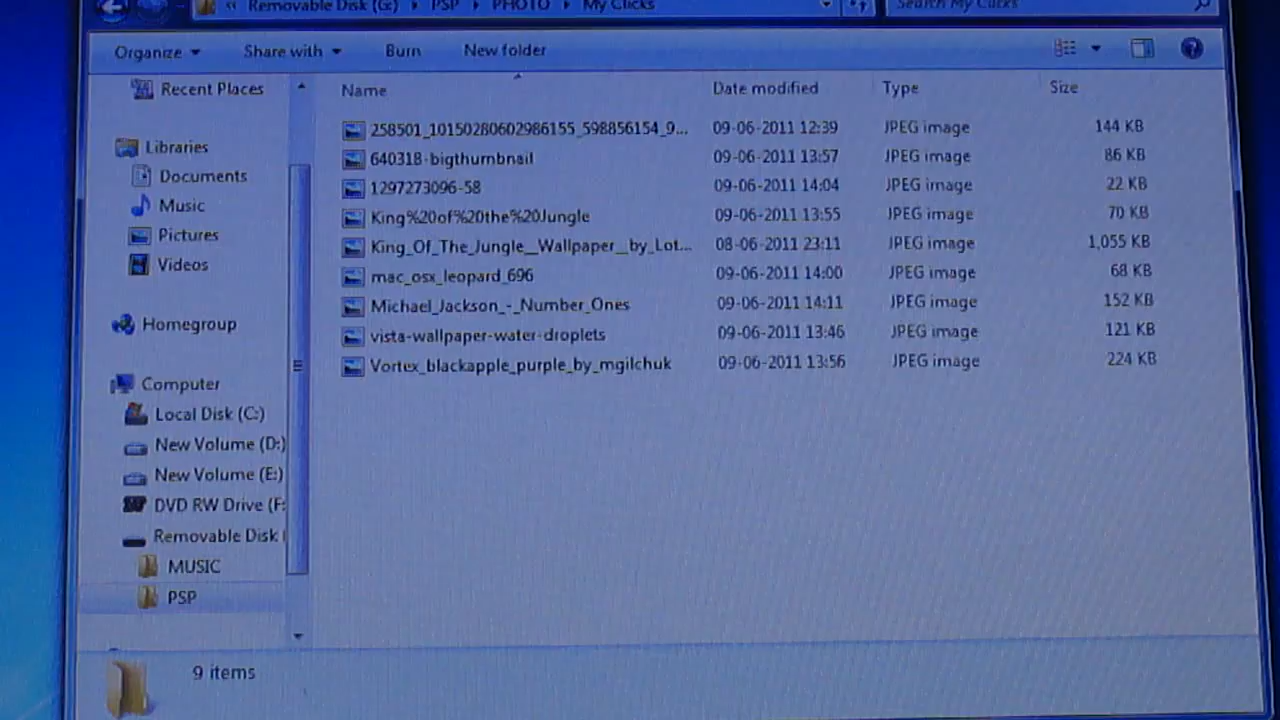 « Removable Disk (G:) ▸ PSP ▸ PHOTO ▸ My Clicks Search My Clicks
Organize Share with Burn New folder
Name Date modified Type Size
Recent Places
Libraries
Documents
Music
Pictures
Videos
Homegroup
Computer
Local Disk (C:)
New Volume (D:)
New Volume (E:)
DVD RW Drive (F:
Removable Disk (
MUSIC
PSP
258501_10150280602986155_598856154_9... 09-06-2011 12:39 JPEG image 144 KB
640318-bigthumbnail 09-06-2011 13:57 JPEG image 86 KB
1297273096-58 09-06-2011 14:04 JPEG image 22 KB
King%20of%20the%20Jungle 09-06-2011 13:55 JPEG image 70 KB
King_Of_The_Jungle__Wallpaper__by_Lot... 08-06-2011 23:11 JPEG image 1,055 KB
mac_osx_leopard_696 09-06-2011 14:00 JPEG image 68 KB
Michael_Jackson_-_Number_Ones 09-06-2011 14:11 JPEG image 152 KB
vista-wallpaper-water-droplets 09-06-2011 13:46 JPEG image 121 KB
Vortex_blackapple_purple_by_mgilchuk 09-06-2011 13:56 JPEG image 224 KB
9 items